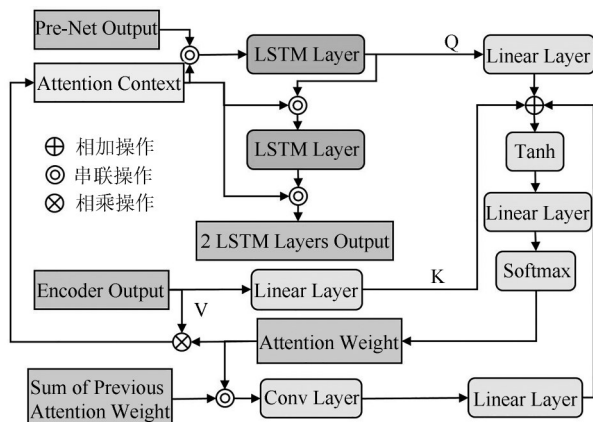 Pre-Net Output
LSTM Layer
Q
Linear Layer
Attention Context
相加操作
串联操作
相乘操作
LSTM Layer
Tanh
Linear Layer
2 LSTM Layers Output
Softmax
Encoder Output
Linear Layer
K
V
Attention Weight
Sum of Previous
Attention Weight
Conv Layer
Linear Layer